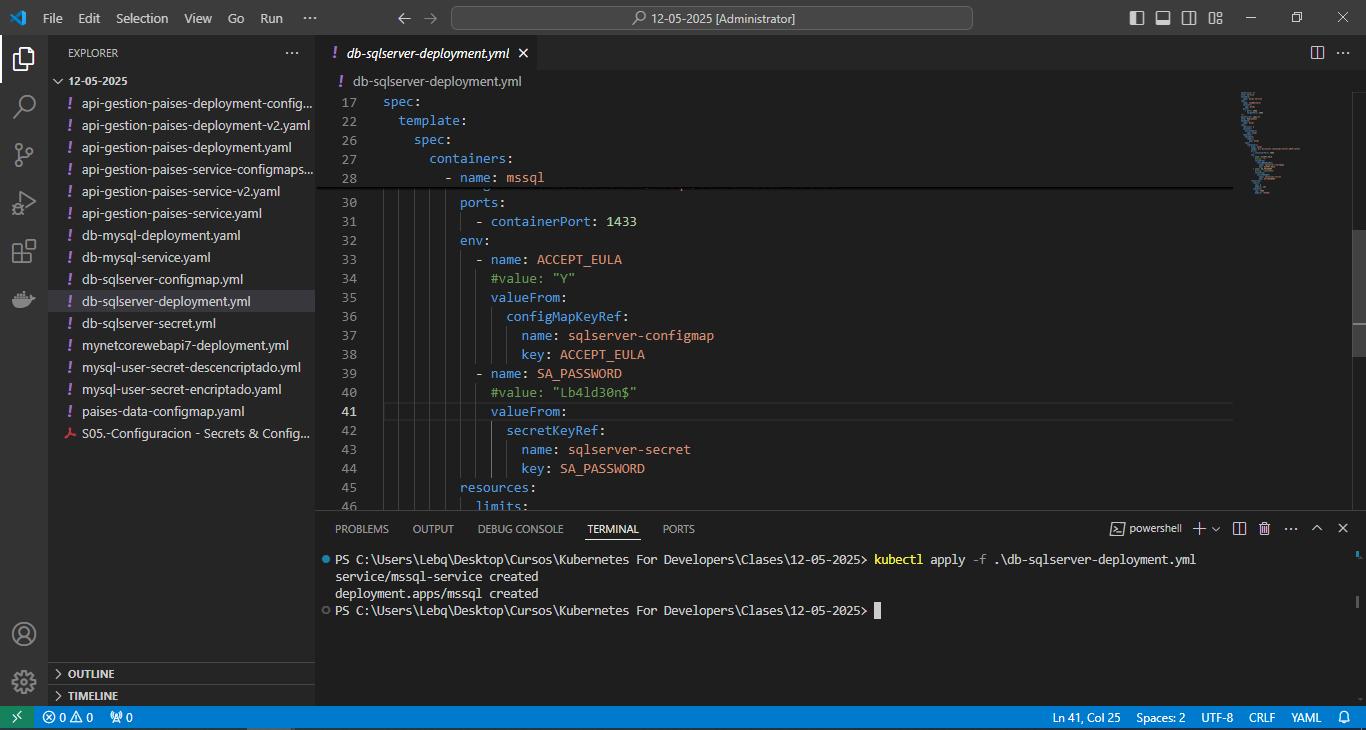 File Edit Selection View Go Run ···
12-05-2025 [Administrator]
EXPLORER
12-05-2025
! api-gestion-paises-deployment-config...
! api-gestion-paises-deployment-v2.yaml
! api-gestion-paises-deployment.yaml
! api-gestion-paises-service-configmaps...
! api-gestion-paises-service-v2.yaml
! api-gestion-paises-service.yaml
! db-mysql-deployment.yaml
! db-mysql-service.yaml
! db-sqlserver-configmap.yml
! db-sqlserver-deployment.yml
! db-sqlserver-secret.yml
! mynetcorewebapi7-deployment.yml
! mysql-user-secret-descencriptado.yml
! mysql-user-secret-encriptado.yaml
! paises-data-configmap.yaml
S05.-Configuracion - Secrets & Config...
OUTLINE
TIMELINE
! db-sqlserver-deployment.yml
! db-sqlserver-deployment.yml
17 spec:
22 template:
26 spec:
27 containers:
28 - name: mssql
30 ports:
31 - containerPort: 1433
32 env:
33 - name: ACCEPT_EULA
34 #value: "Y"
35 valueFrom:
36 configMapKeyRef:
37 name: sqlserver-configmap
38 key: ACCEPT_EULA
39 - name: SA_PASSWORD
40 #value: "Lb4ld30n$"
41 valueFrom:
42 secretKeyRef:
43 name: sqlserver-secret
44 key: SA_PASSWORD
45 resources:
46 limits:
PROBLEMS OUTPUT DEBUG CONSOLE TERMINAL PORTS
powershell
PS C:\Users\Lebq\Desktop\Cursos\Kubernetes For Developers\Clases\12-05-2025> kubectl apply -f .\db-sqlserver-deployment.yml
service/mssql-service created
deployment.apps/mssql created
PS C:\Users\Lebq\Desktop\Cursos\Kubernetes For Developers\Clases\12-05-2025>
0 0 0 Ln 41, Col 25 Spaces: 2 UTF-8 CRLF YAML